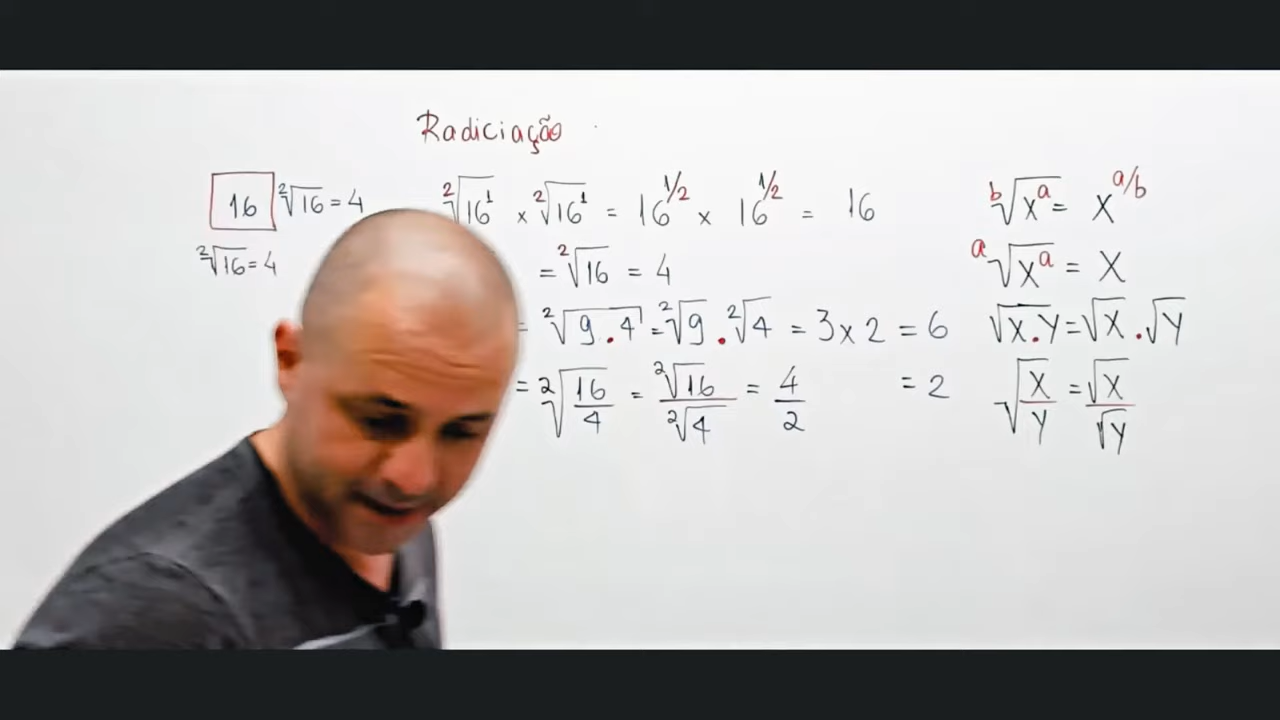 Radiciação
16 ²√16 = 4
²√16 = 4
²√16¹ x ²√16¹ = 16^1/2 x 16^1/2 = 16
= ²√16 = 4
= ²√9 . 4 = ²√9 . ²√4 = 3 x 2 = 6
= ²√16/4 = ²√16/²√4 = 4/2 = 2
ᵇ√xᵃ = x^a/b
ᵃ√xᵃ = x
√x . y = √x . √y
√x/y = √x/√y